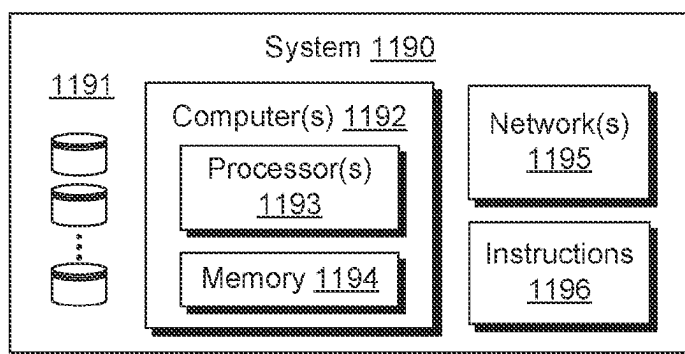 System 1190
1191
Computer(s) 1192
Processor(s)
1193
Memory 1194
Network(s)
1195
Instructions
1196